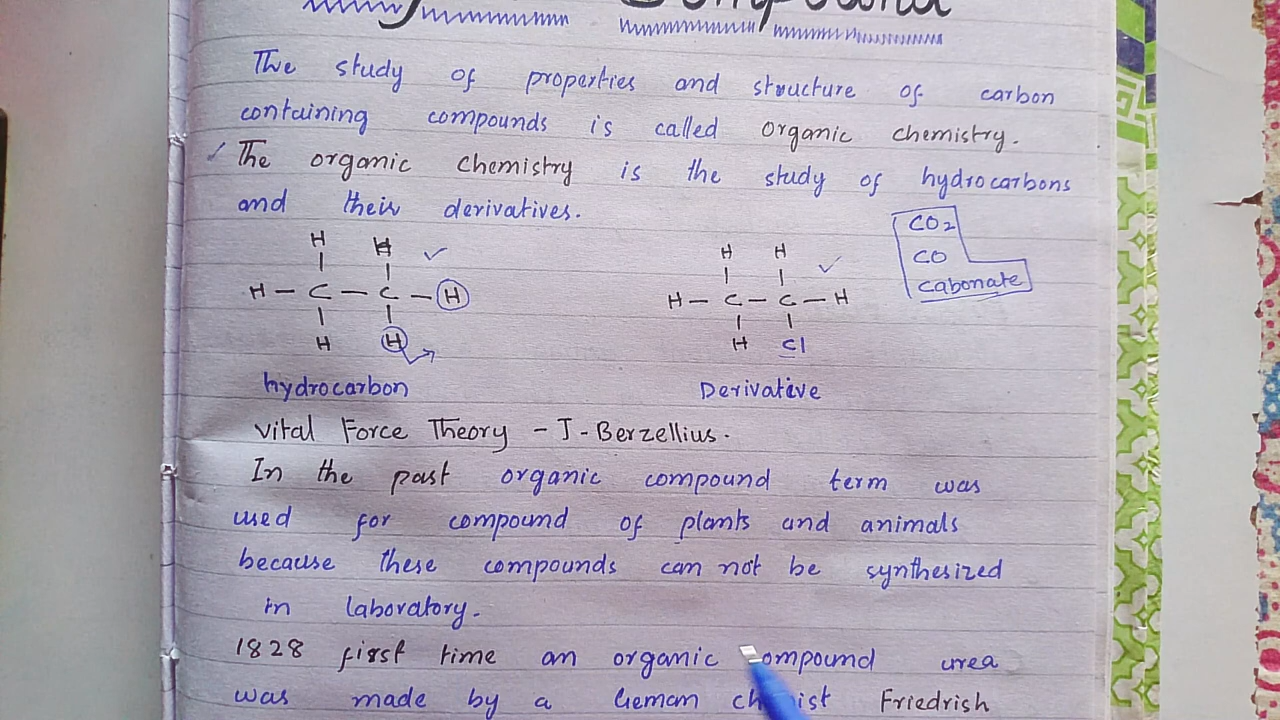 Compound
The study of properties and structure of carbon
containing compounds is called organic chemistry.
The organic chemistry is the study of hydrocarbons
and their derivatives.
CO2
CO
cabonate
H H
H — C — C — H
H H
hydrocarbon
H H
H — C — C — H
H Cl
Derivative
Vital Force Theory - J - Berzellius.
In the past organic compound term was
used for compound of plants and animals
because these compounds can not be synthesized
in laboratory.
1828 first time an organic compound urea
was made by a German chemist Friedrish